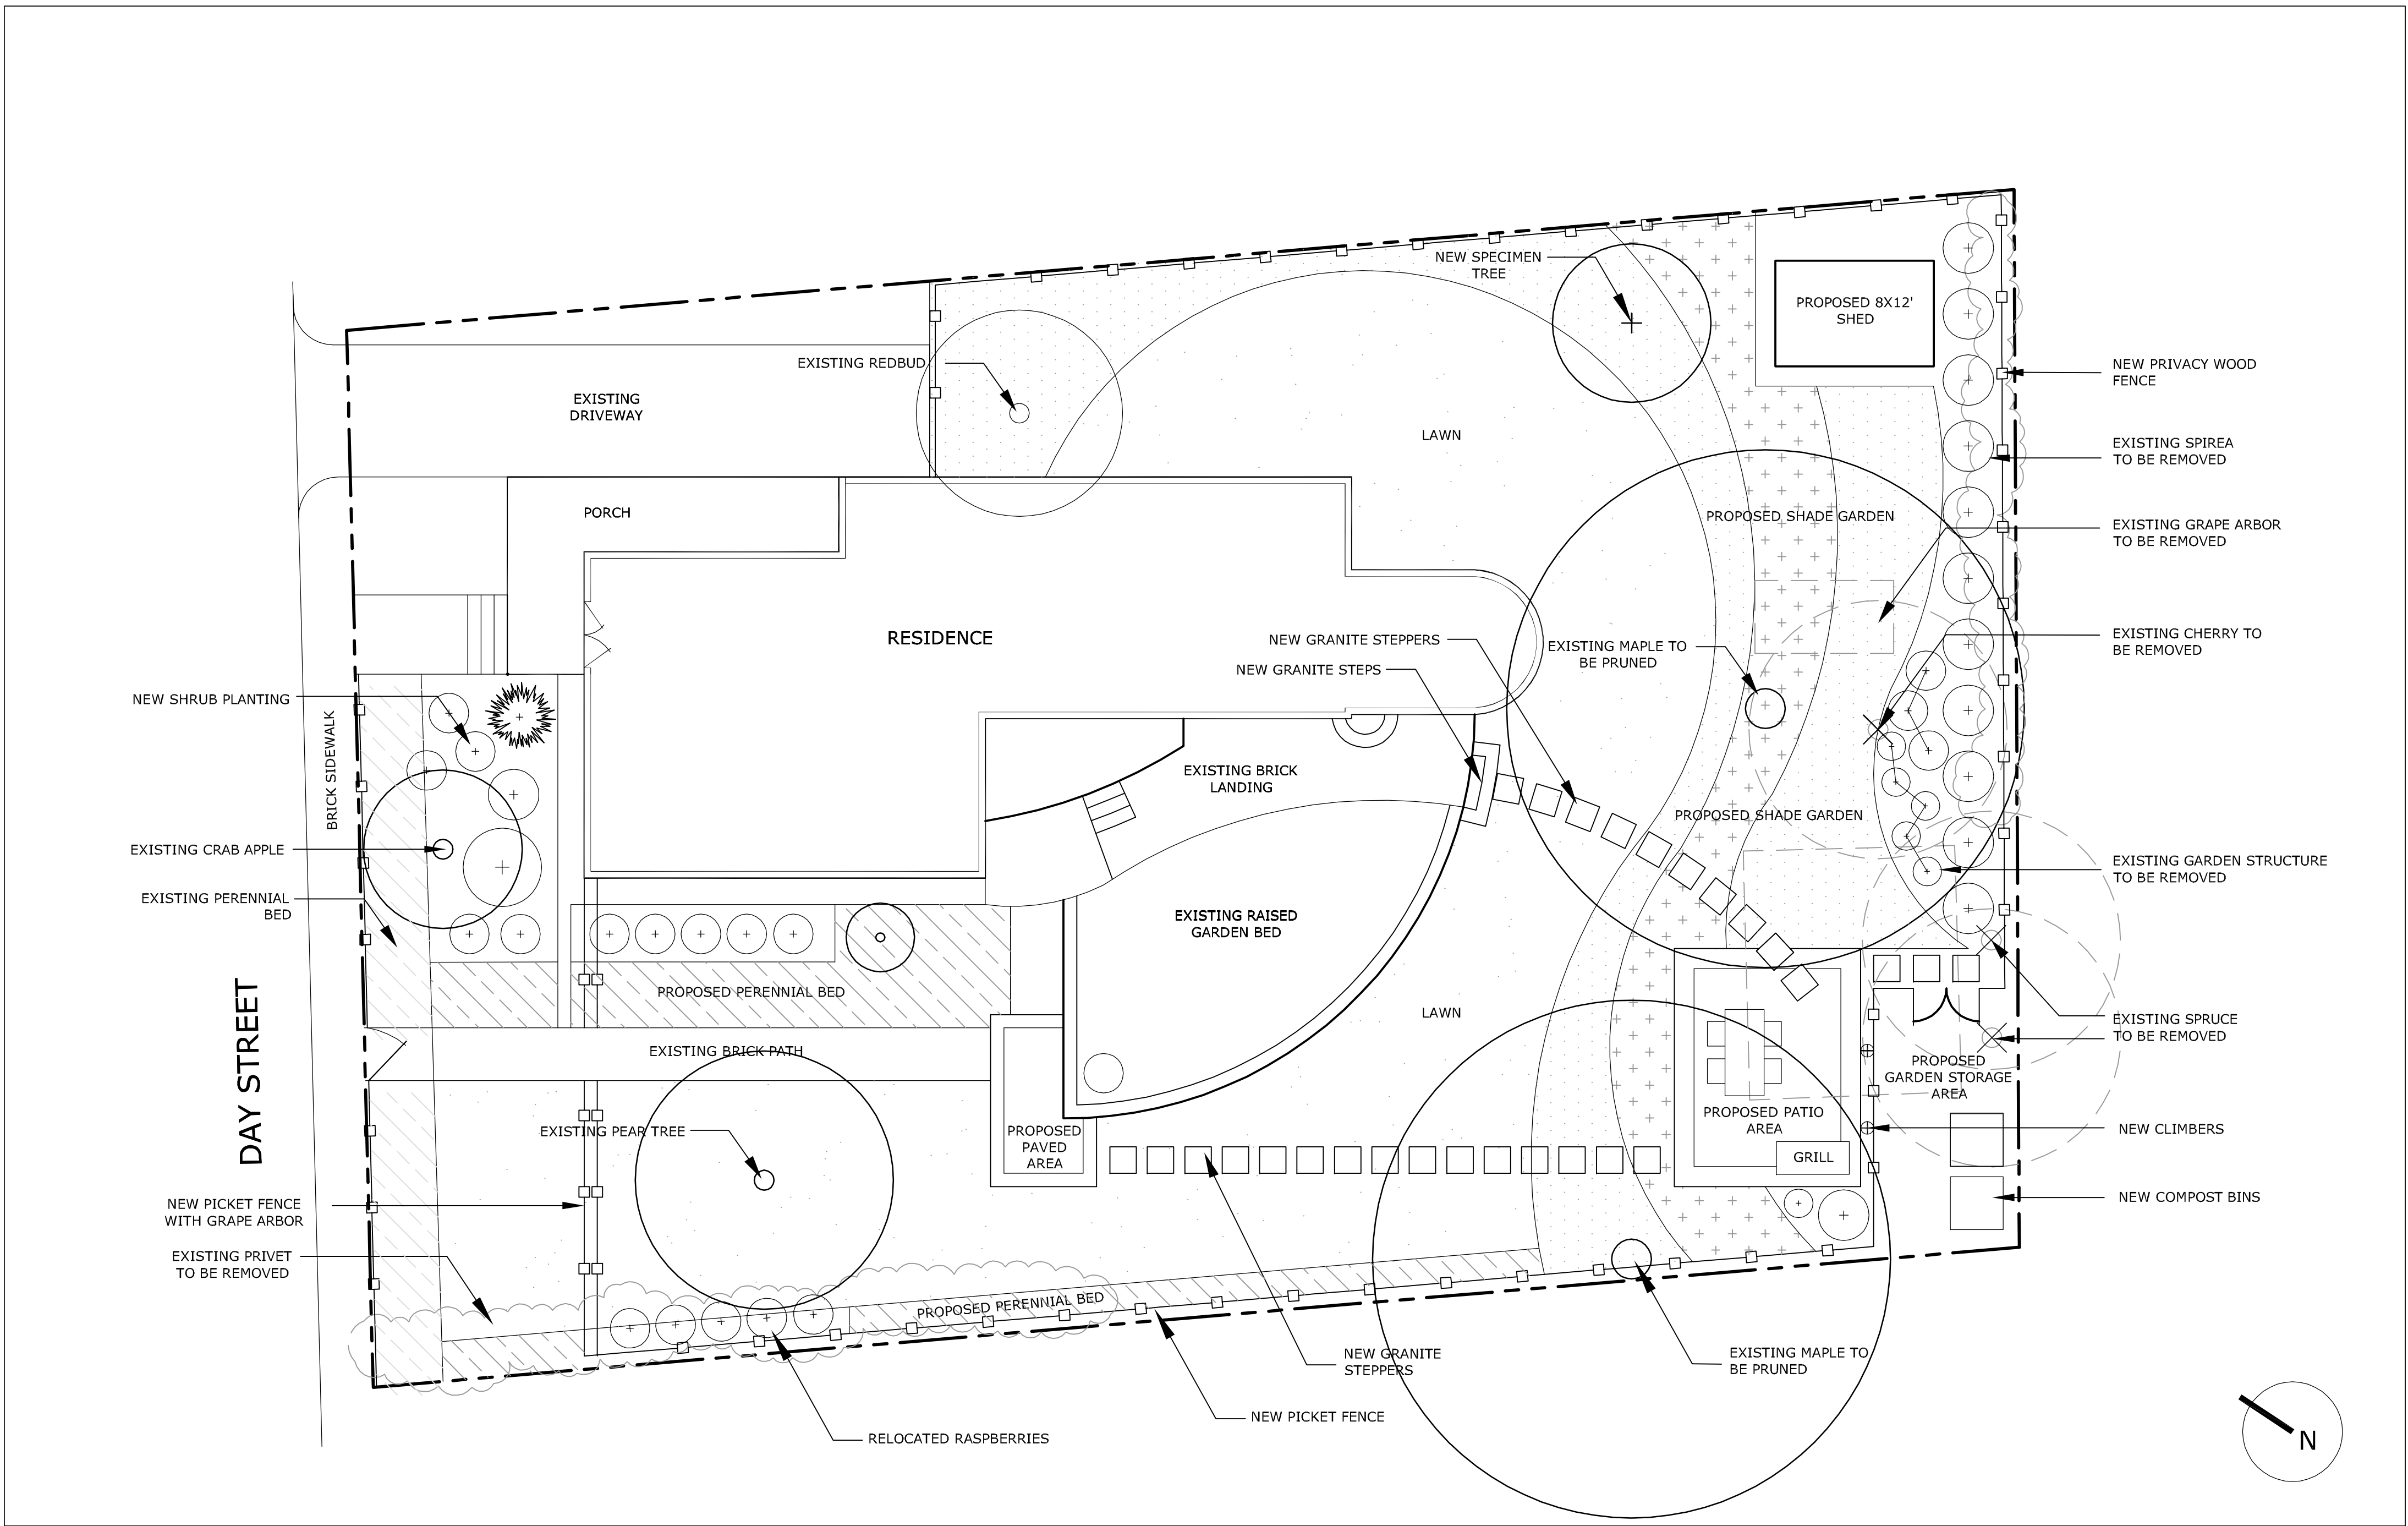 NEW SPECIMEN
TREE
PROPOSED 8X12'
SHED
EXISTING REDBUD
NEW PRIVACY WOOD
FENCE
EXISTING
DRIVEWAY
LAWN
EXISTING SPIREA
TO BE REMOVED
PORCH
PROPOSED SHADE GARDEN
EXISTING GRAPE ARBOR
TO BE REMOVED
RESIDENCE
NEW GRANITE STEPPERS
EXISTING MAPLE TO
BE PRUNED
EXISTING CHERRY TO
BE REMOVED
NEW GRANITE STEPS
NEW SHRUB PLANTING
BRICK SIDEWALK
EXISTING BRICK
LANDING
PROPOSED SHADE GARDEN
EXISTING CRAB APPLE
EXISTING GARDEN STRUCTURE
TO BE REMOVED
EXISTING PERENNIAL
BED
EXISTING RAISED
GARDEN BED
PROPOSED PERENNIAL BED
LAWN
EXISTING SPRUCE
TO BE REMOVED
DAY STREET
EXISTING BRICK PATH
PROPOSED
GARDEN STORAGE
AREA
PROPOSED PATIO
AREA
EXISTING PEAR TREE
PROPOSED
PAVED
AREA
NEW CLIMBERS
GRILL
NEW PICKET FENCE
WITH GRAPE ARBOR
NEW COMPOST BINS
EXISTING PRIVET
TO BE REMOVED
PROPOSED PERENNIAL BED
NEW GRANITE
STEPPERS
EXISTING MAPLE TO
BE PRUNED
NEW PICKET FENCE
RELOCATED RASPBERRIES
N